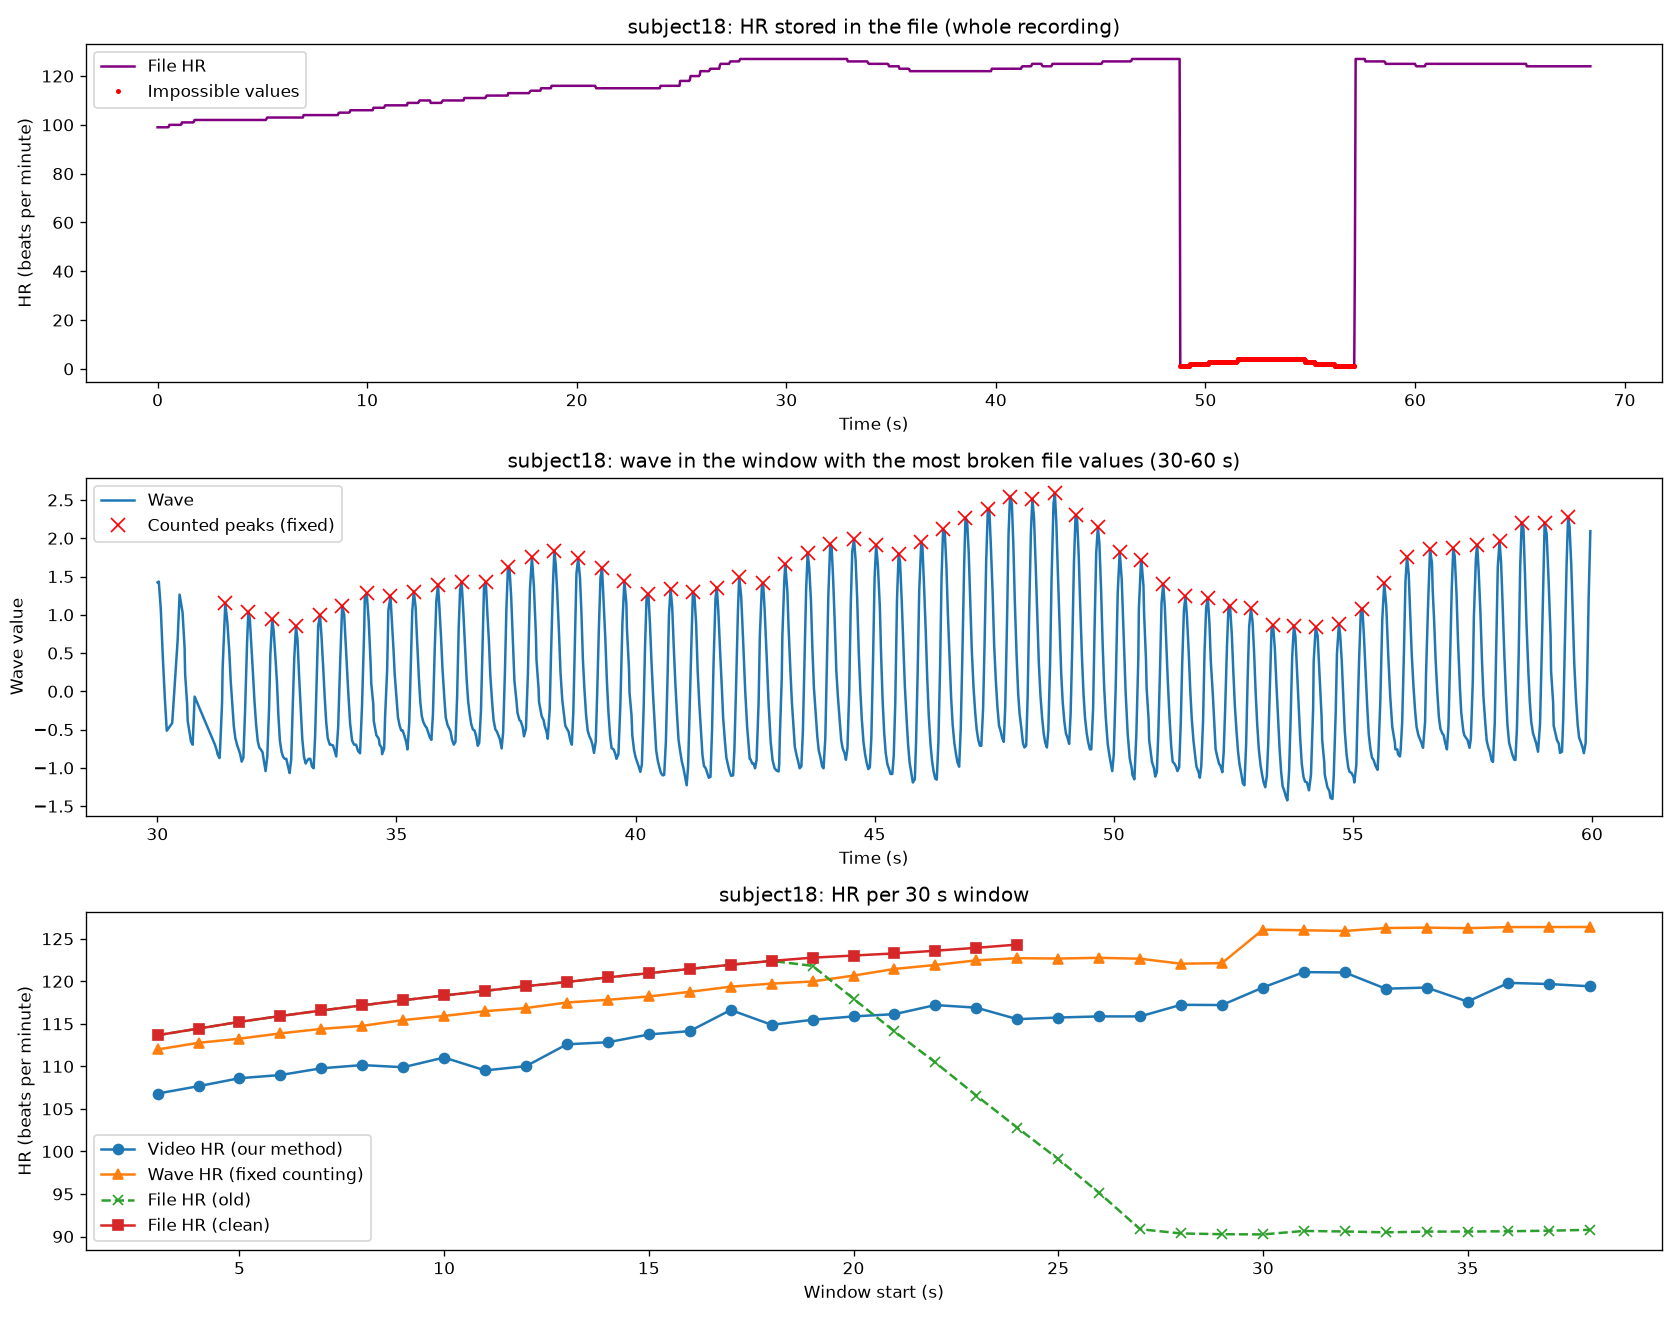 subject18: HR stored in the file (whole recording)
File HR
Impossible values
HR (beats per minute)
120
100
80
60
40
20
0
0 10 20 30 40 50 60 70
Time (s)
subject18: wave in the window with the most broken file values (30-60 s)
Wave
Counted peaks (fixed)
Wave value
2.5
2.0
1.5
1.0
0.5
0.0
−0.5
−1.0
−1.5
30 35 40 45 50 55 60
Time (s)
subject18: HR per 30 s window
HR (beats per minute)
125
120
115
110
105
100
95
90
Video HR (our method)
Wave HR (fixed counting)
File HR (old)
File HR (clean)
5 10 15 20 25 30 35
Window start (s)